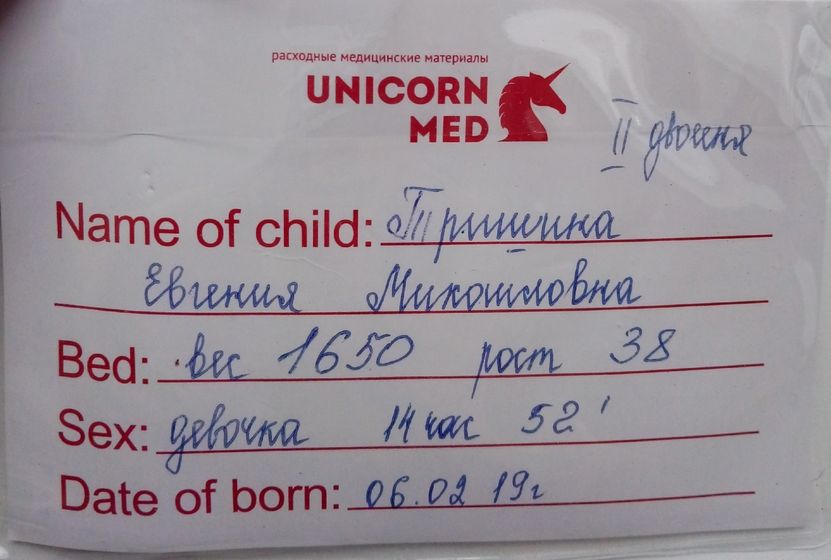 расходные медицинские материалы
UNICORN
MED
II двоина
Name of child: Тришина
Евгения Михайловна
Bed: вес 1650 рост 38
Sex: девочка 14 час 52'
Date of born: 06.02 19г